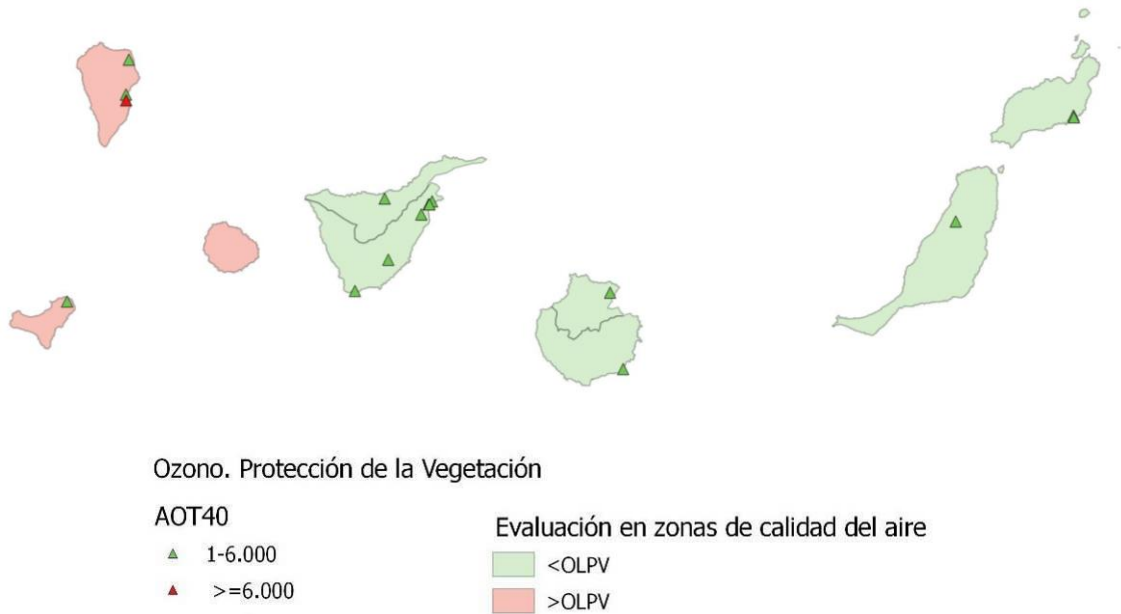 Ozono. Protección de la Vegetación
AOT40
1-6.000
>=6.000
Evaluación en zonas de calidad del aire
<OLPV
>OLPV